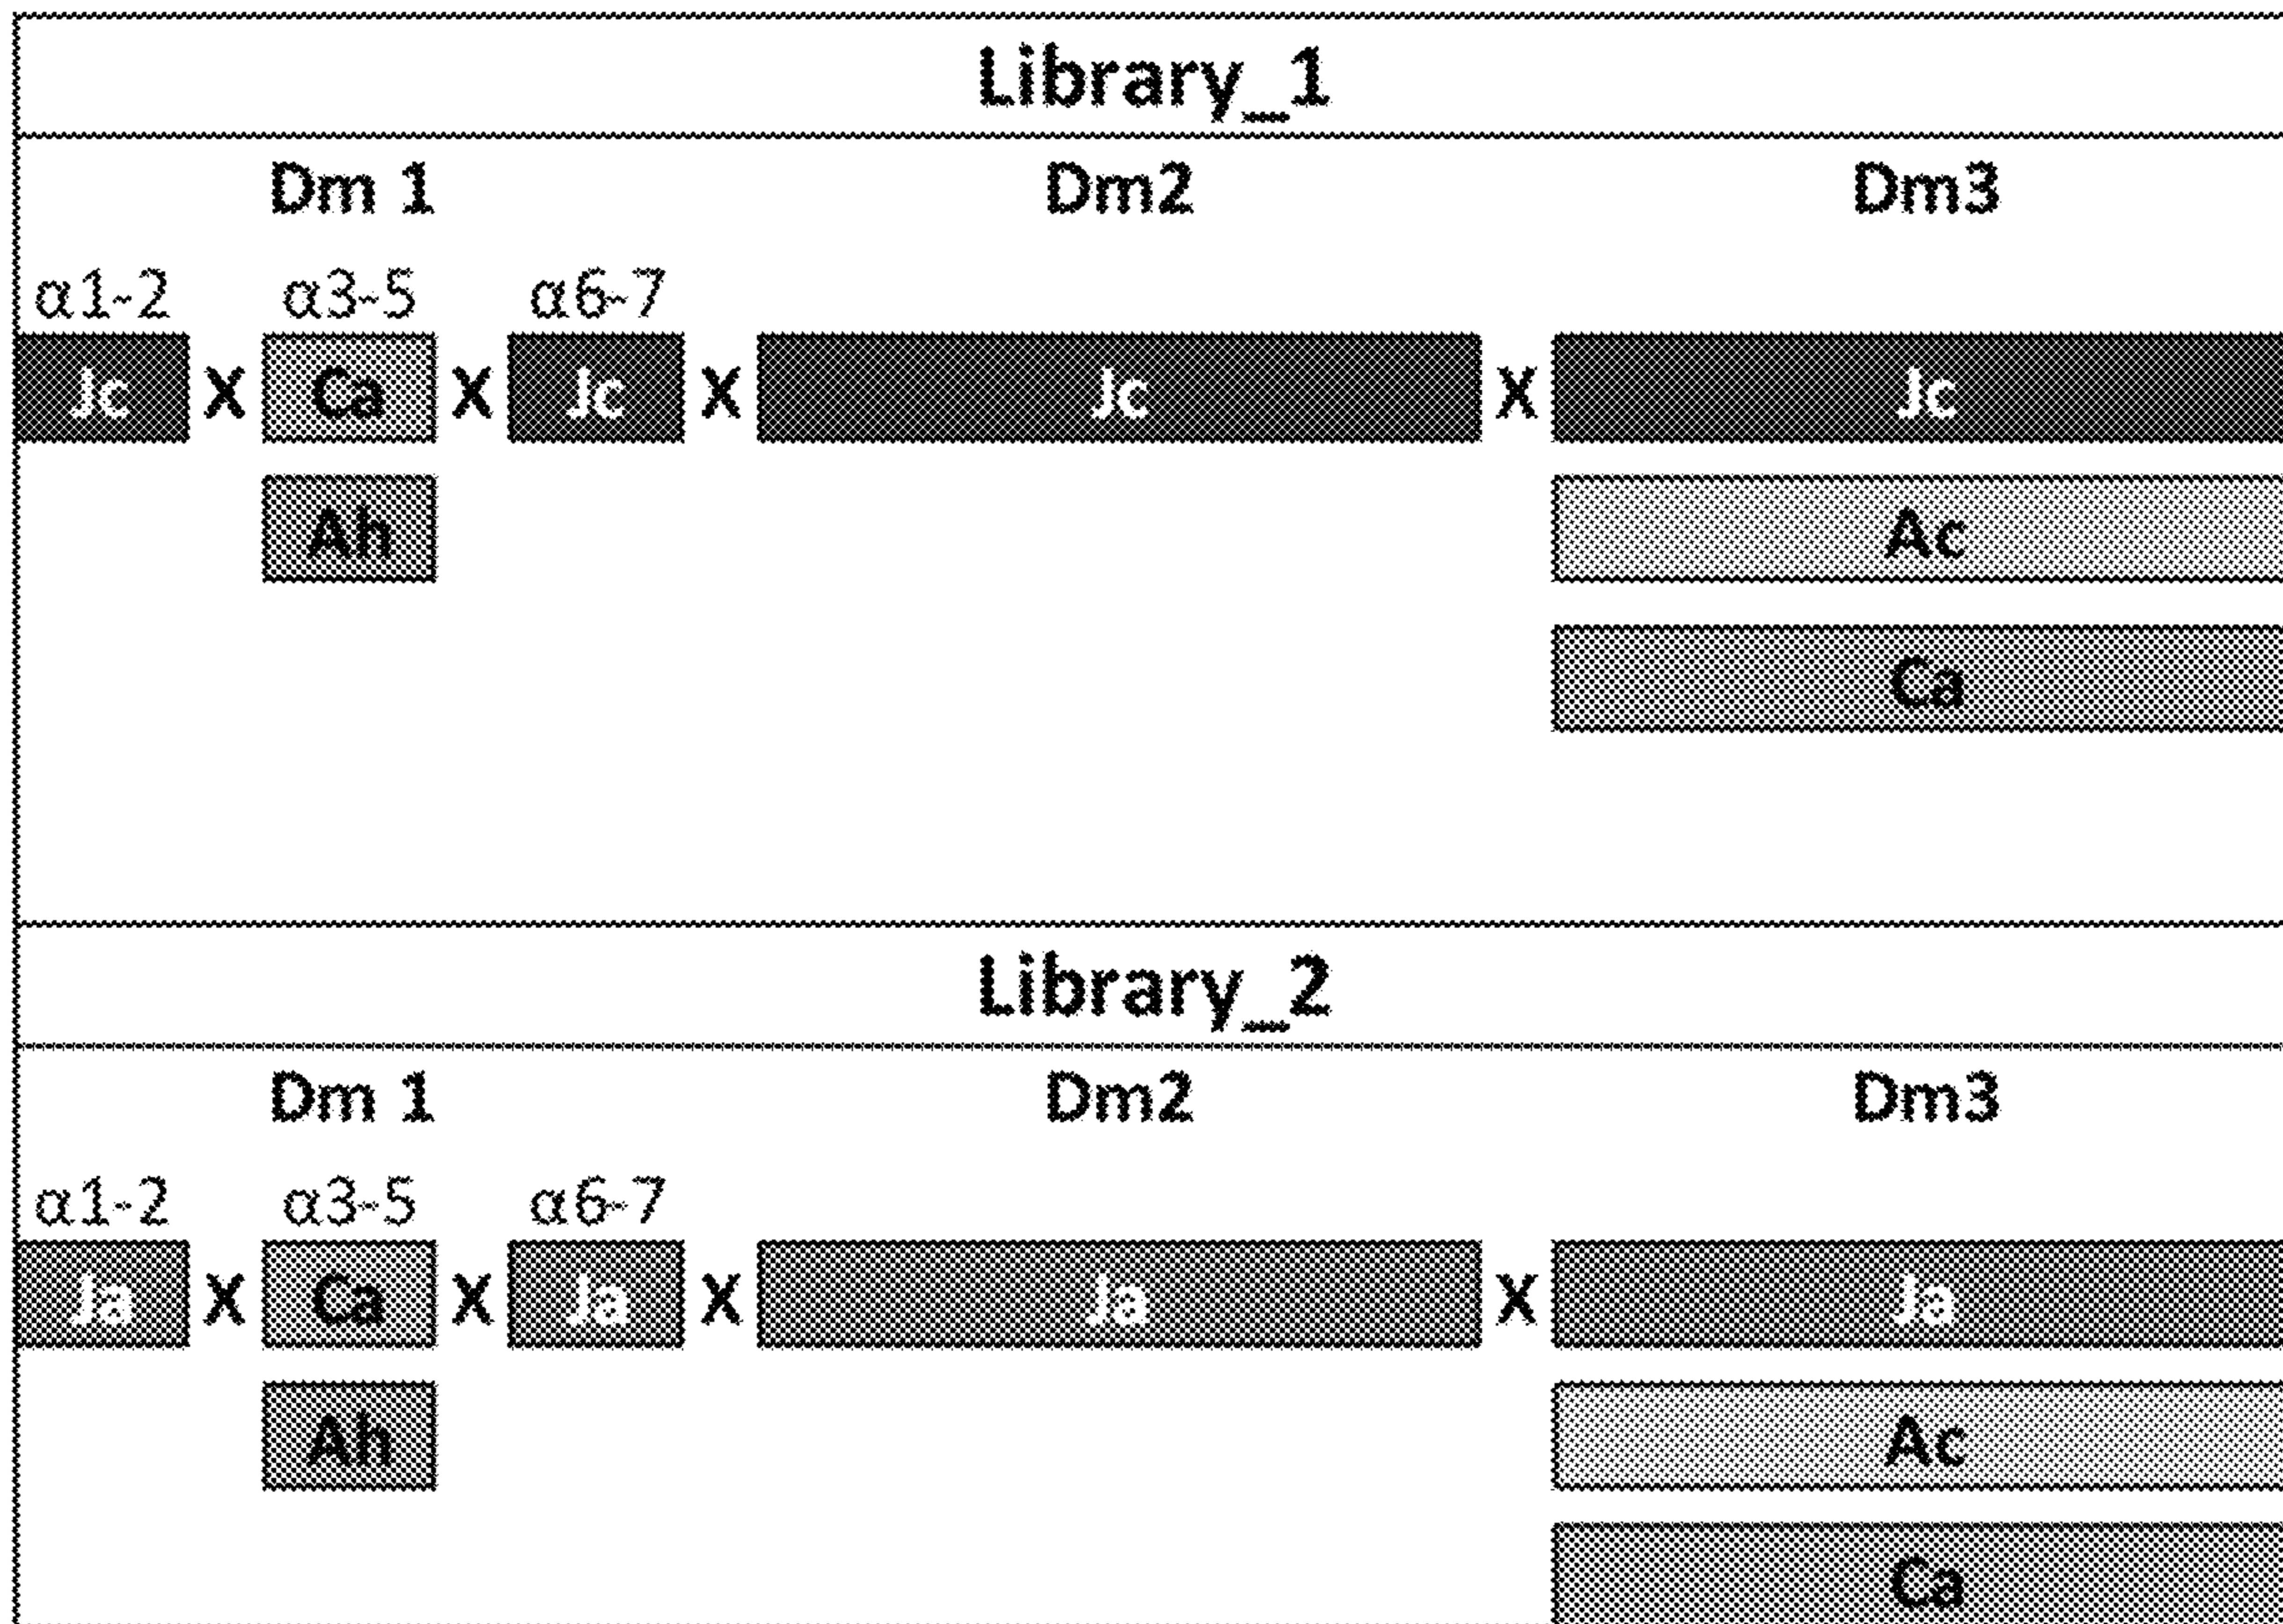 Library_1
Dm 1 Dm2 Dm3
α1-2 α3-5 α6-7
Jc X Ca X Jc X Jc X Jc
Ah Ac
Ca
Library_2
Dm 1 Dm2 Dm3
α1-2 α3-5 α6-7
Ja X Ca X Ja X Ja X Ja
Ah Ac
Ca